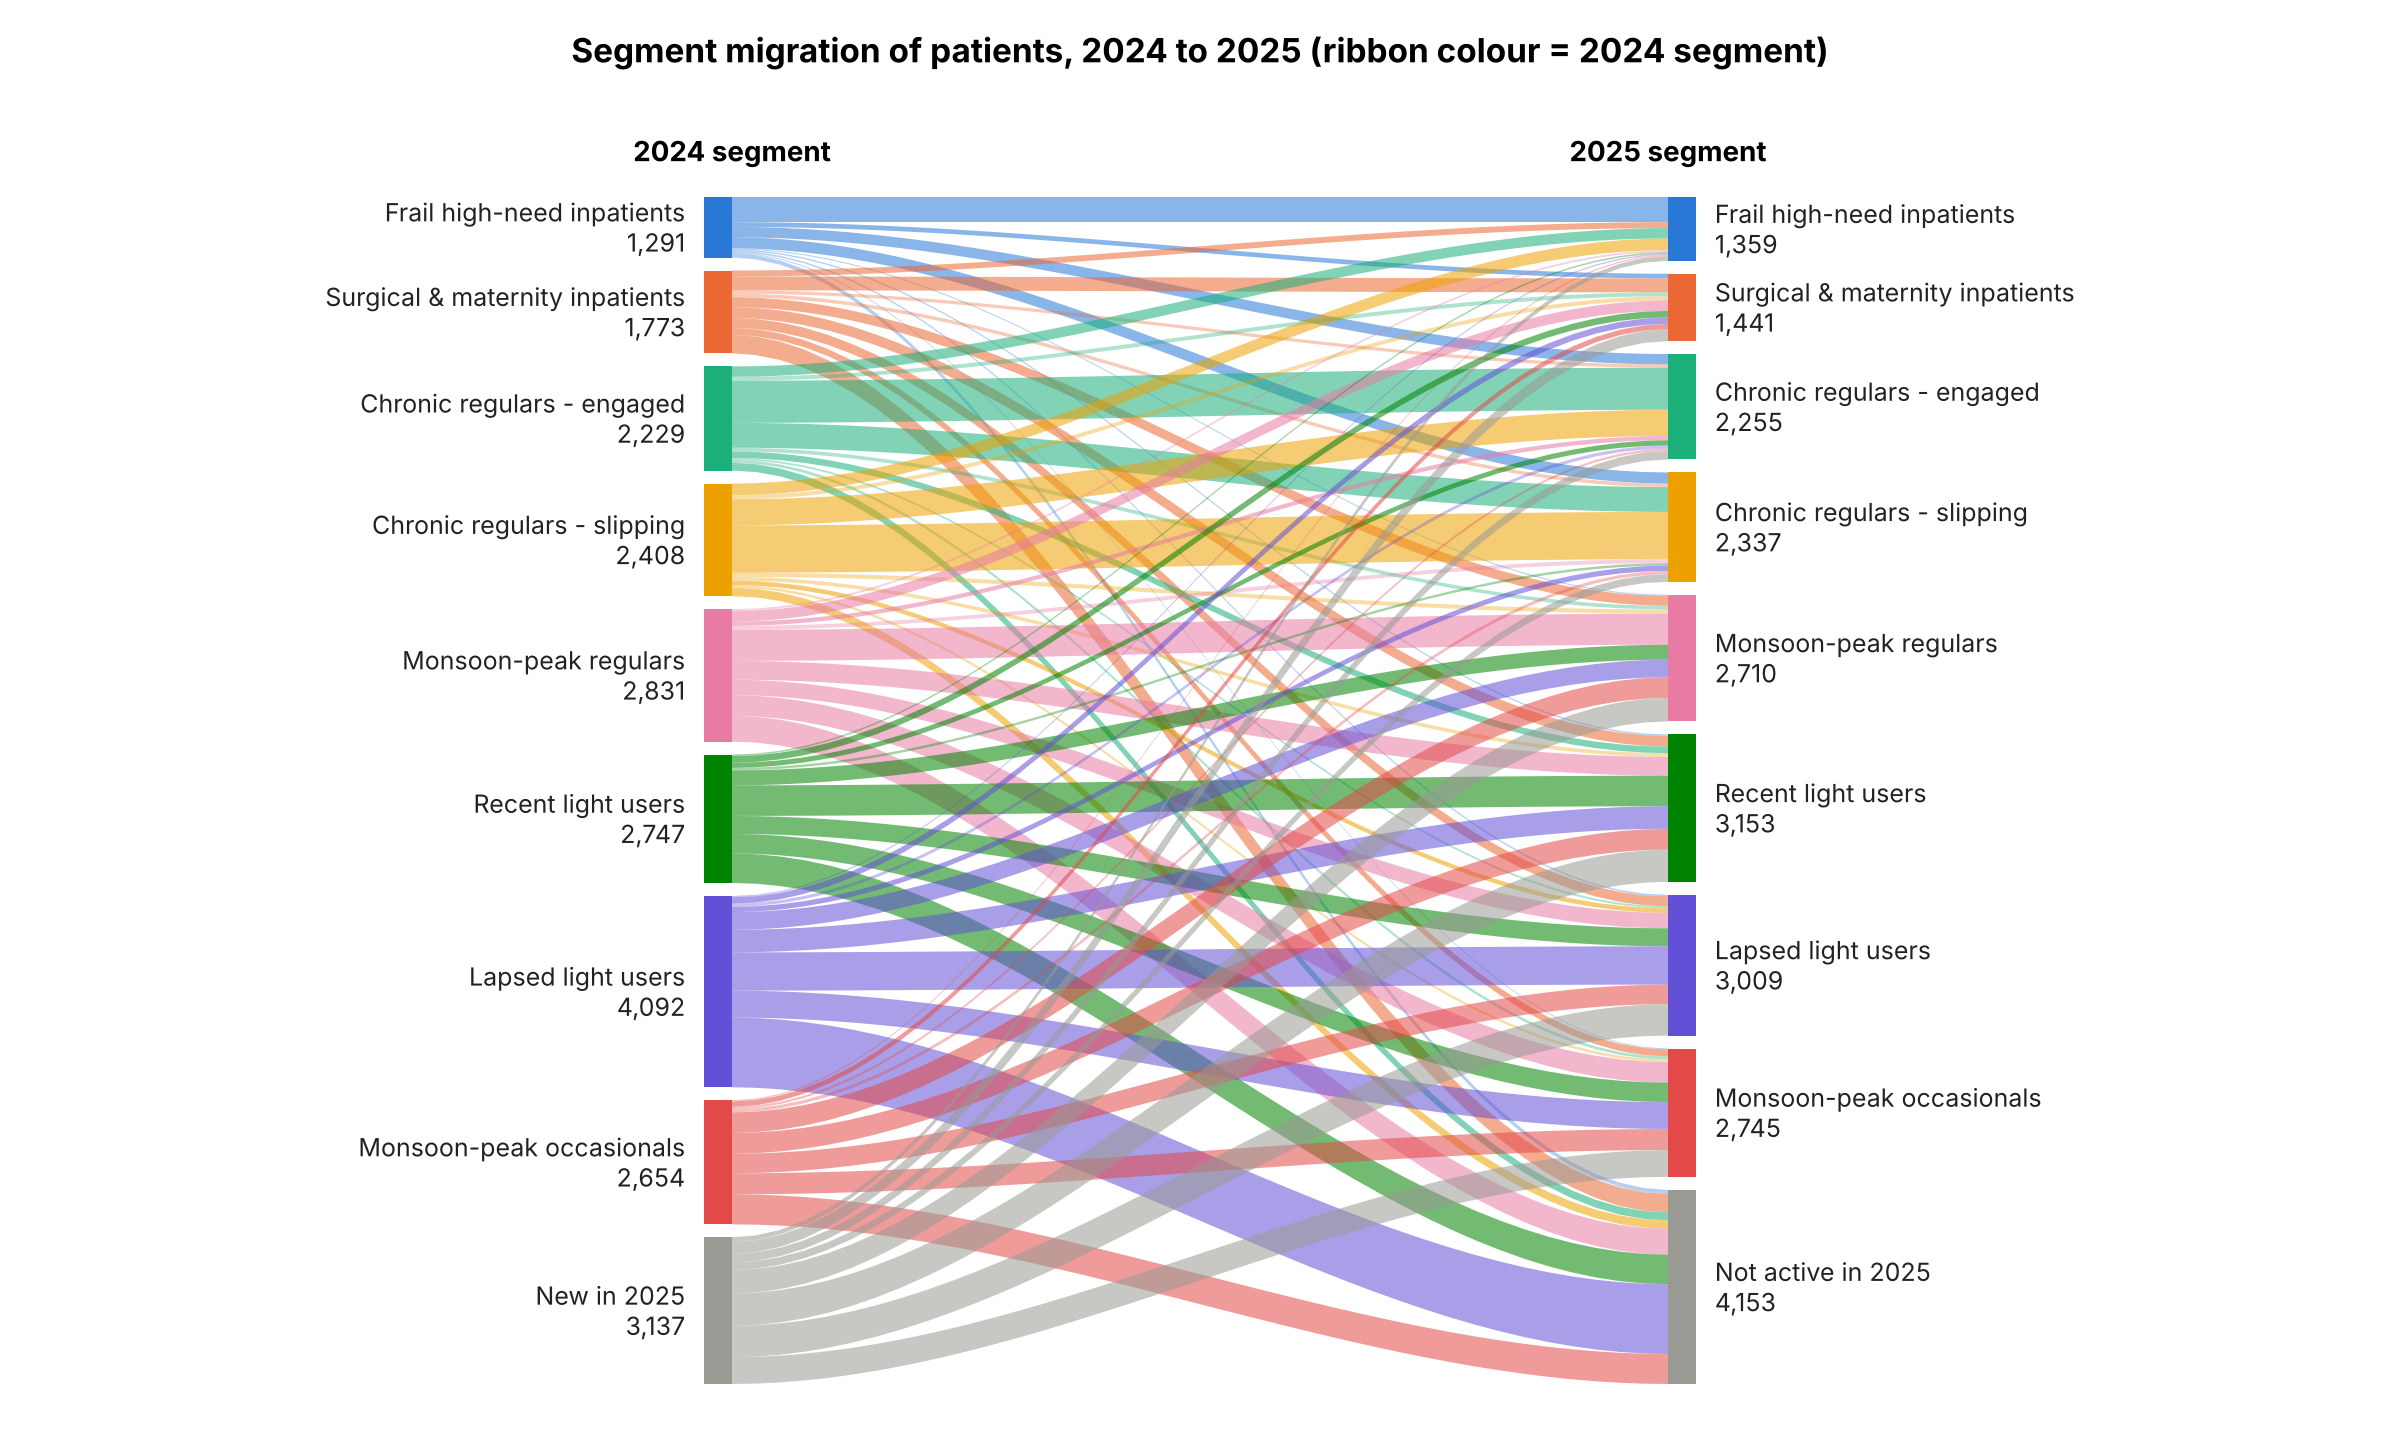 Segment migration of patients, 2024 to 2025 (ribbon colour = 2024 segment)
2024 segment
2025 segment
Frail high-need inpatients
1,291
Surgical & maternity inpatients
1,773
Chronic regulars - engaged
2,229
Chronic regulars - slipping
2,408
Monsoon-peak regulars
2,831
Recent light users
2,747
Lapsed light users
4,092
Monsoon-peak occasionals
2,654
New in 2025
3,137
Frail high-need inpatients
1,359
Surgical & maternity inpatients
1,441
Chronic regulars - engaged
2,255
Chronic regulars - slipping
2,337
Monsoon-peak regulars
2,710
Recent light users
3,153
Lapsed light users
3,009
Monsoon-peak occasionals
2,745
Not active in 2025
4,153